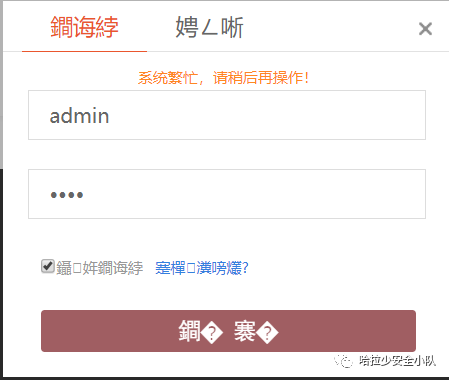 鐧诲綍 娉ㄥ唽
系统繁忙，请稍后再操作！
admin
鑷姩鐧诲綍 蹇樿瀵嗙爜?
鐧� 褰�
哈拉少安全小队